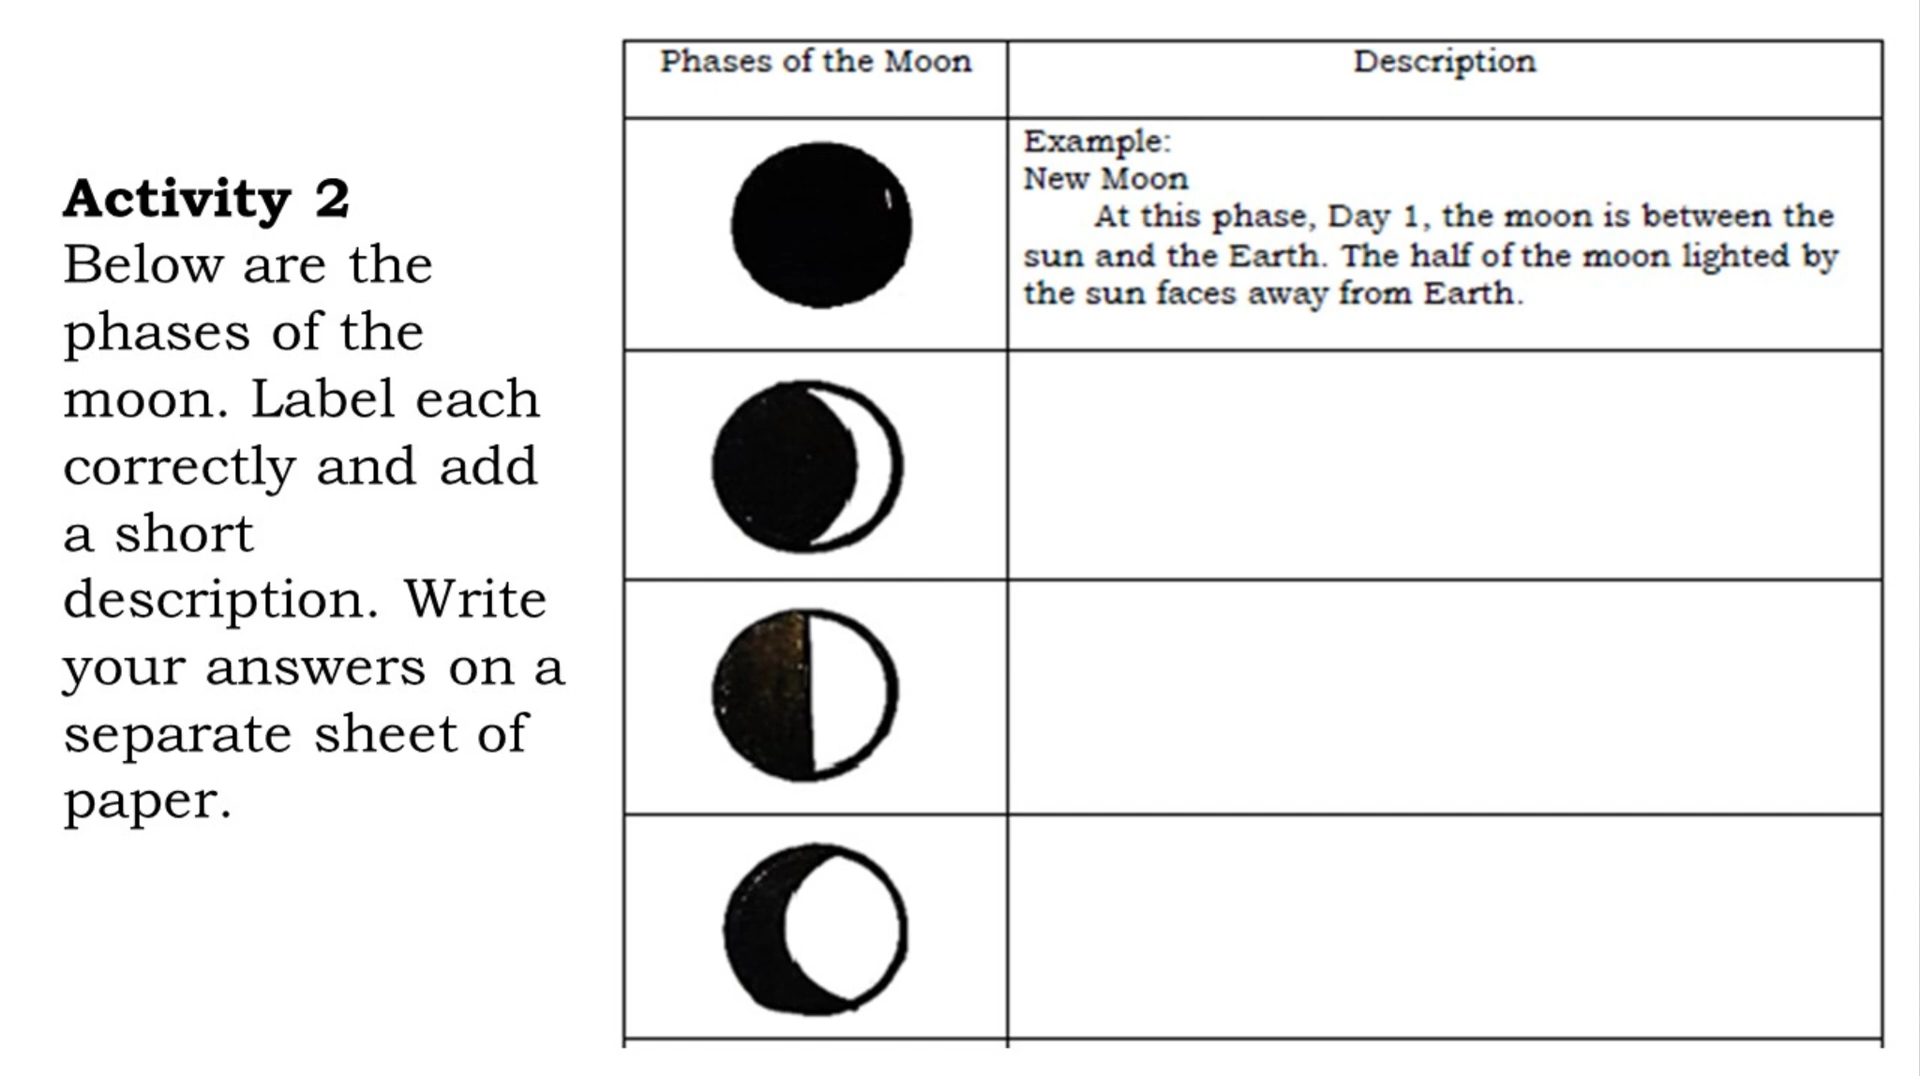 Activity 2
Below are the
phases of the
moon. Label each
correctly and add
a short
description. Write
your answers on a
separate sheet of
paper.
Phases of the Moon
Description
Example:
New Moon
At this phase, Day 1, the moon is between the
sun and the Earth. The half of the moon lighted by
the sun faces away from Earth.